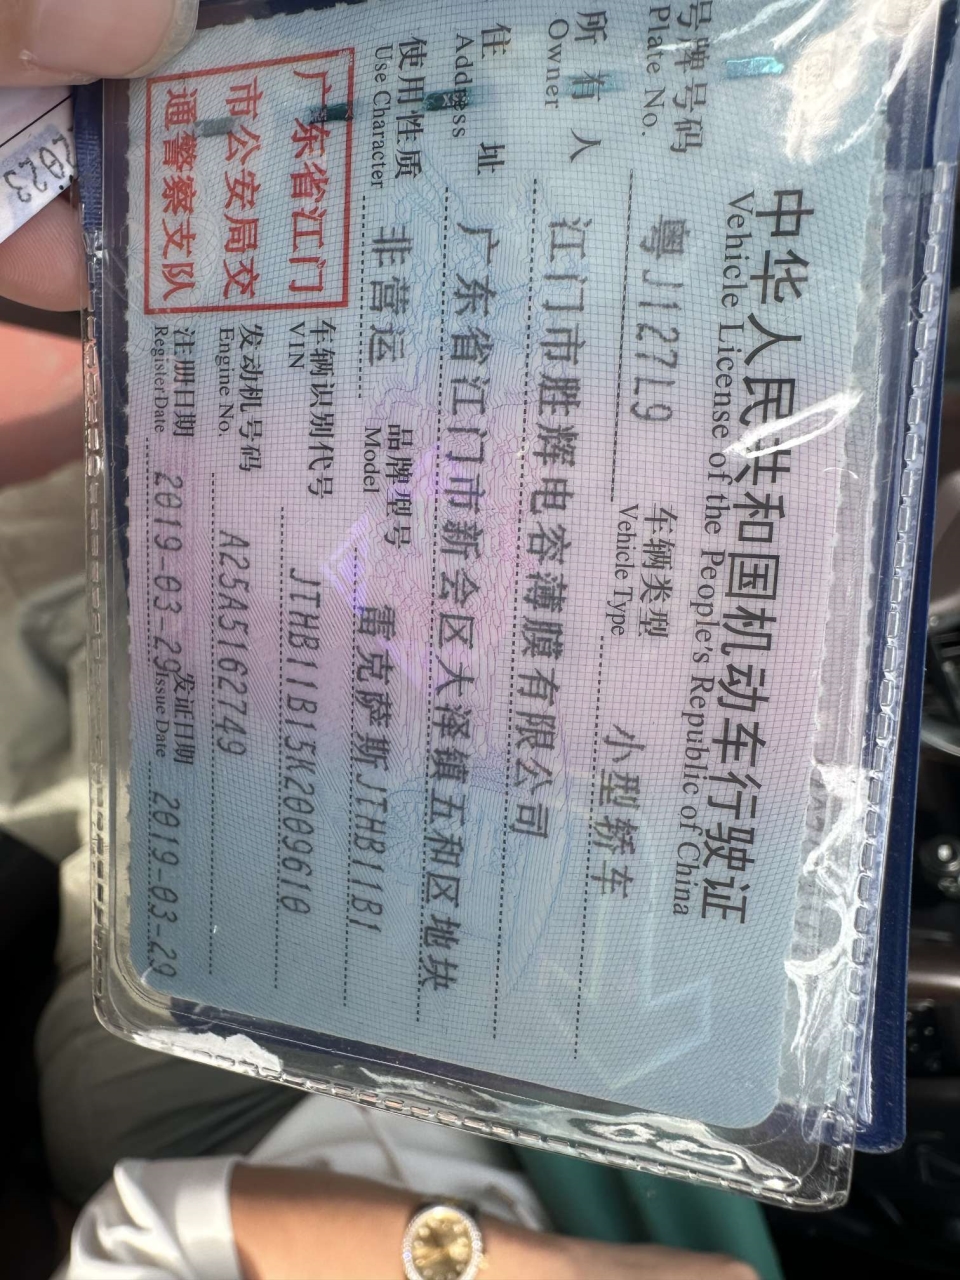 中华人民共和国机动车行驶证
Vehicle License of the People's Republic of China
号牌号码 粤J127L9 车辆类型 小型轿车
Plate No. Vehicle Type
所有人 江门市胜辉电容薄膜有限公司
Owner
住址 广东省江门市新会区大泽镇五和区地块
Address
使用性质 非营运 品牌型号 雷克萨斯JTHB11B1
Use Character Model
广东省江门
市公安局交
通警察支队
车辆识别代号 JTHB11B15K2009610
VIN
发动机号码 A25A5162749
Engine No.
注册日期 2019-03-29 发证日期 2019-03-29
Register Date Issue Date
2023